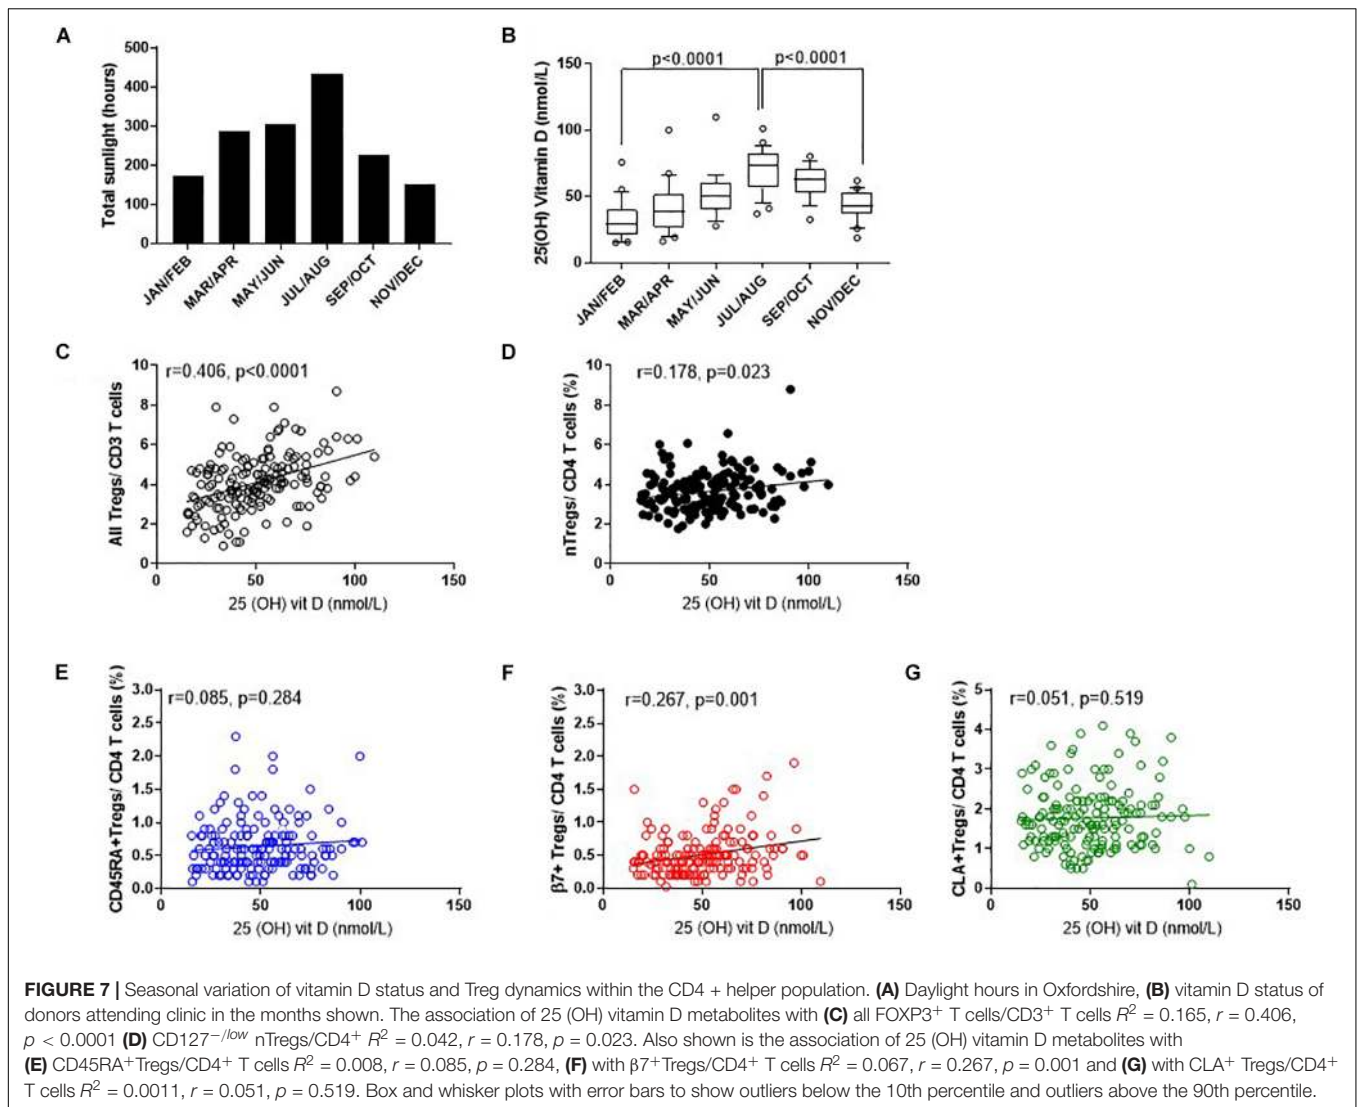 A
Total sunlight (hours)
500
400
300
200
100
0
JAN/FEB
MAR/APR
MAY/JUN
JUL/AUG
SEP/OCT
NOV/DEC
B
25(OH) Vitamin D (nmol/L)
150
100
50
0
p<0.0001
p<0.0001
JAN/FEB
MAR/APR
MAY/JUN
JUL/AUG
SEP/OCT
NOV/DEC
C
r=0.406, p<0.0001
All Tregs/ CD3 T cells
10
8
6
4
2
0
0 50 100 150
25 (OH) vit D (nmol/L)
D
r=0.178, p=0.023
nTregs/ CD4 T cells (%)
10
8
6
4
2
0
0 50 100 150
25 (OH) vit D (nmol/L)
E
r=0.085, p=0.284
CD45RA+Tregs/ CD4 T cells (%)
3.0
2.5
2.0
1.5
1.0
0.5
0.0
0 50 100 150
25 (OH) vit D (nmol/L)
F
r=0.267, p=0.001
β7+ Tregs/ CD4 T cells (%)
3.0
2.5
2.0
1.5
1.0
0.5
0.0
0 50 100 150
25 (OH) vit D (nmol/L)
G
r=0.051, p=0.519
CLA+Tregs/ CD4 T cells (%)
5
4
3
2
1
0
0 50 100 150
25 (OH) vit D (nmol/L)
FIGURE 7 | Seasonal variation of vitamin D status and Treg dynamics within the CD4 + helper population. (A) Daylight hours in Oxfordshire, (B) vitamin D status of
donors attending clinic in the months shown. The association of 25 (OH) vitamin D metabolites with (C) all FOXP3⁺ T cells/CD3⁺ T cells R² = 0.165, r = 0.406,
p < 0.0001 (D) CD127⁻/low nTregs/CD4⁺ R² = 0.042, r = 0.178, p = 0.023. Also shown is the association of 25 (OH) vitamin D metabolites with
(E) CD45RA⁺Tregs/CD4⁺ T cells R² = 0.008, r = 0.085, p = 0.284, (F) with β7⁺Tregs/CD4⁺ T cells R² = 0.067, r = 0.267, p = 0.001 and (G) with CLA⁺ Tregs/CD4⁺
T cells R² = 0.0011, r = 0.051, p = 0.519. Box and whisker plots with error bars to show outliers below the 10th percentile and outliers above the 90th percentile.